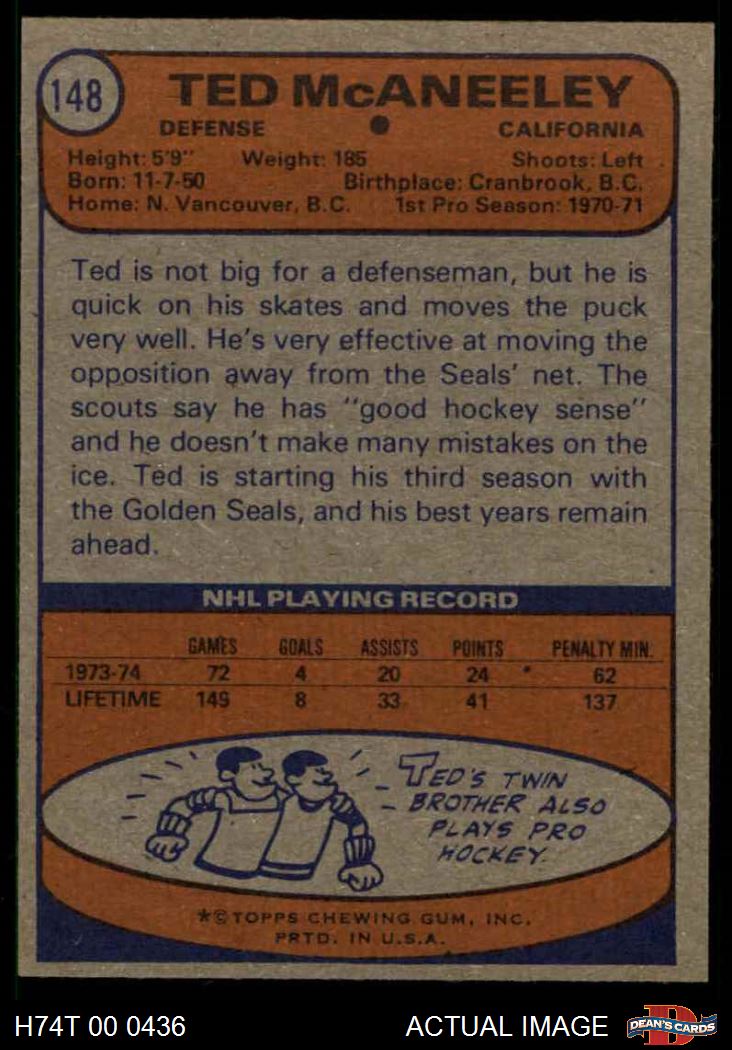 148
TED McANEELEY
DEFENSE • CALIFORNIA
Height: 5'9" Weight: 185 Shoots: Left
Born: 11-7-50 Birthplace: Cranbrook, B.C.
Home: N. Vancouver, B.C. 1st Pro Season: 1970-71
Ted is not big for a defenseman, but he is
quick on his skates and moves the puck
very well. He's very effective at moving the
opposition away from the Seals' net. The
scouts say he has "good hockey sense"
and he doesn't make many mistakes on the
ice. Ted is starting his third season with
the Golden Seals, and his best years remain
ahead.
NHL PLAYING RECORD
GAMES GOALS ASSISTS POINTS PENALTY MIN.
1973-74 72 4 20 24 62
LIFETIME 149 8 33 41 137
TED'S TWIN
BROTHER ALSO
PLAYS PRO
HOCKEY.
*© TOPPS CHEWING GUM, INC.
PRTD. IN U.S.A.
H74T 00 0436 ACTUAL IMAGE DEAN'S CARDS